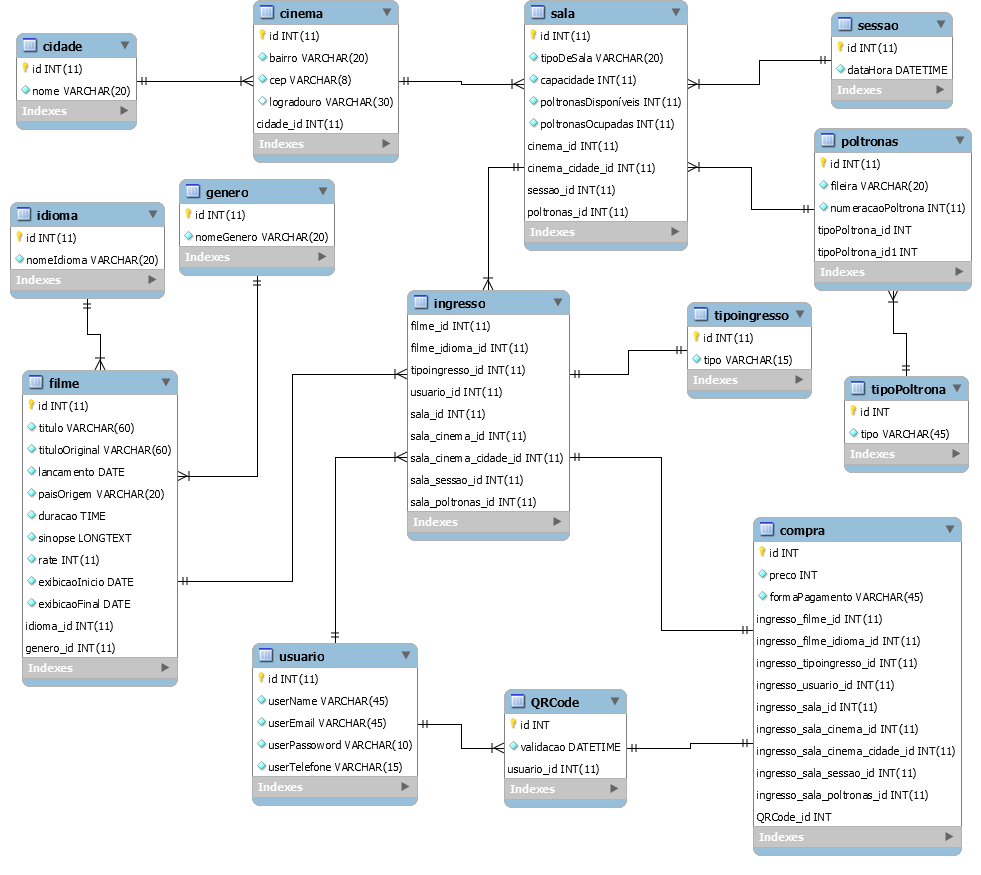 cidade
id INT(11)
nome VARCHAR(20)
Indexes
cinema
id INT(11)
bairro VARCHAR(20)
cep VARCHAR(8)
logradouro VARCHAR(30)
cidade_id INT(11)
Indexes
sala
id INT(11)
tipoDeSala VARCHAR(20)
capacidade INT(11)
poltronasDisponíveis INT(11)
poltronasOcupadas INT(11)
cinema_id INT(11)
cinema_cidade_id INT(11)
sessao_id INT(11)
poltronas_id INT(11)
Indexes
sessao
id INT(11)
dataHora DATETIME
Indexes
poltronas
id INT(11)
fileira VARCHAR(20)
numeracaoPoltrona INT(11)
tipoPoltrona_id INT
tipoPoltrona_id1 INT
Indexes
idioma
id INT(11)
nomeIdioma VARCHAR(20)
Indexes
genero
id INT(11)
nomeGenero VARCHAR(20)
Indexes
ingresso
filme_id INT(11)
filme_idioma_id INT(11)
tipoingresso_id INT(11)
usuario_id INT(11)
sala_id INT(11)
sala_cinema_id INT(11)
sala_cinema_cidade_id INT(11)
sala_sessao_id INT(11)
sala_poltronas_id INT(11)
Indexes
tipoingresso
id INT(11)
tipo VARCHAR(15)
Indexes
tipoPoltrona
id INT
tipo VARCHAR(45)
Indexes
filme
id INT(11)
titulo VARCHAR(60)
tituloOriginal VARCHAR(60)
lancamento DATE
paisOrigem VARCHAR(20)
duracao TIME
sinopse LONGTEXT
rate INT(11)
exibicaoInicio DATE
exibicaoFinal DATE
idioma_id INT(11)
genero_id INT(11)
Indexes
usuario
id INT(11)
userName VARCHAR(45)
userEmail VARCHAR(45)
userPassoword VARCHAR(10)
userTelefone VARCHAR(15)
Indexes
QRCode
id INT
validacao DATETIME
usuario_id INT(11)
Indexes
compra
id INT
preco INT
formaPagamento VARCHAR(45)
ingresso_filme_id INT(11)
ingresso_filme_idioma_id INT(11)
ingresso_tipoingresso_id INT(11)
ingresso_usuario_id INT(11)
ingresso_sala_id INT(11)
ingresso_sala_cinema_id INT(11)
ingresso_sala_cinema_cidade_id INT(11)
ingresso_sala_sessao_id INT(11)
ingresso_sala_poltronas_id INT(11)
QRCode_id INT
Indexes